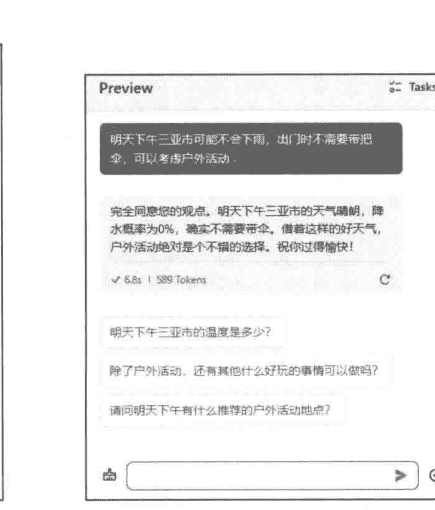 Preview
Tasks
明天下午三亚市可能不会下雨，出门时不需要带把
伞，可以考虑户外活动。
完全同意您的观点。明天下午三亚市的天气晴朗，降
水概率为0%，确实不需要带伞。借着这样的好天气，
户外活动绝对是个不错的选择。祝你过得愉快！
6.8s | 589 Tokens
明天下午三亚市的温度是多少？
除了户外活动，还有其他什么好玩的事情可以做吗？
请问明天下午有什么推荐的户外活动地点？